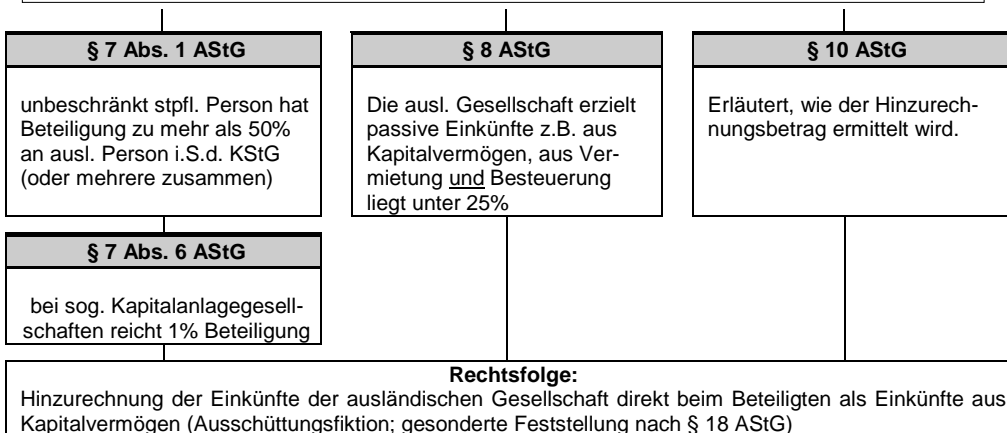 § 7 Abs. 1 AStG
unbeschränkt stpfl. Person hat
Beteiligung zu mehr als 50%
an ausl. Person i.S.d. KStG
(oder mehrere zusammen)
§ 7 Abs. 6 AStG
bei sog. Kapitalanlagegesell-
schaften reicht 1% Beteiligung
§ 8 AStG
Die ausl. Gesellschaft erzielt
passive Einkünfte z.B. aus
Kapitalvermögen, aus Ver-
mietung und Besteuerung
liegt unter 25%
§ 10 AStG
Erläutert, wie der Hinzurech-
nungsbetrag ermittelt wird.
Rechtsfolge:
Hinzurechnung der Einkünfte der ausländischen Gesellschaft direkt beim Beteiligten als Einkünfte aus
Kapitalvermögen (Ausschüttungsfiktion; gesonderte Feststellung nach § 18 AStG)